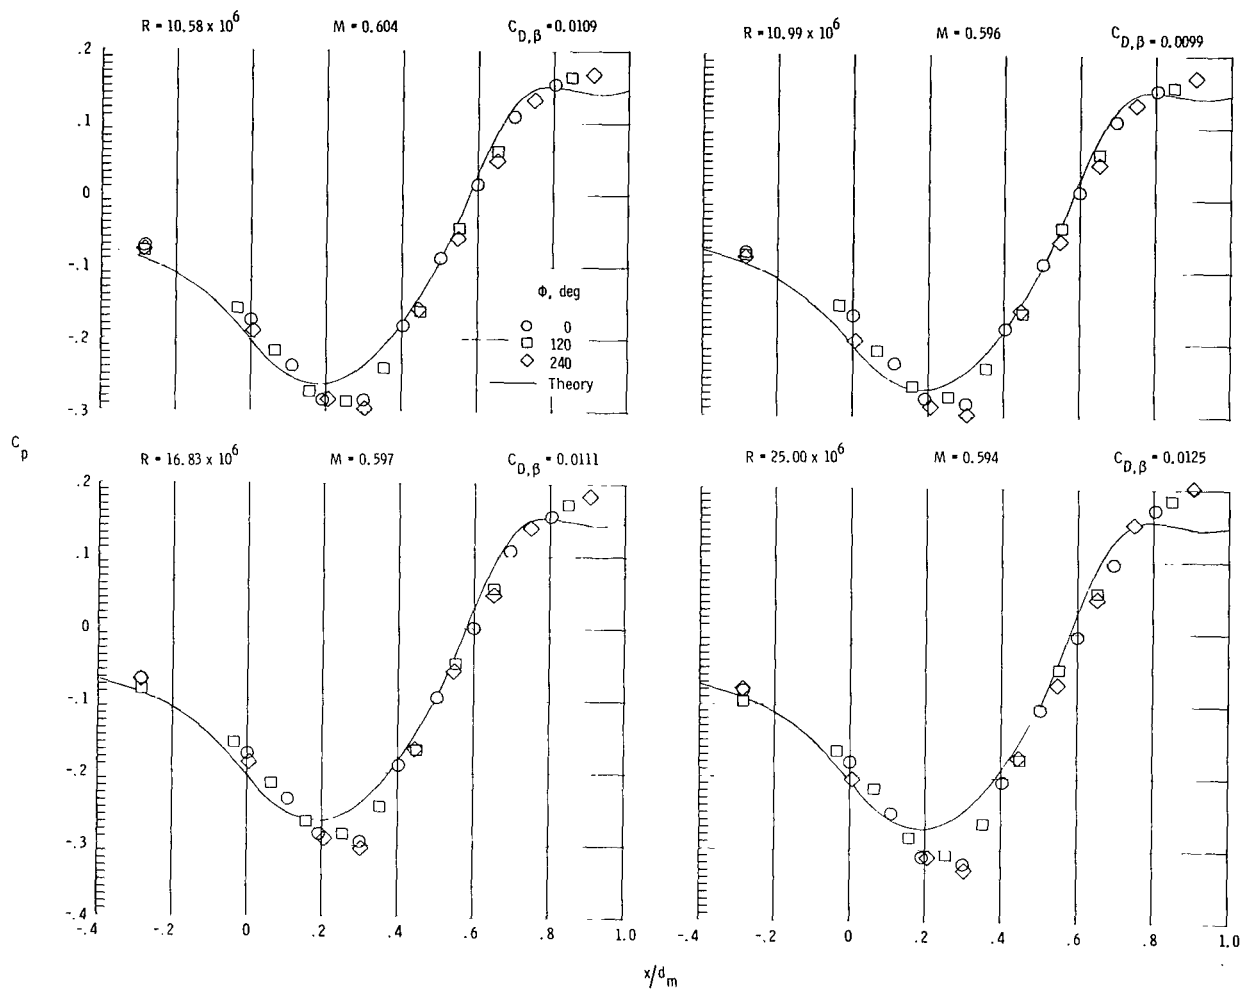 R = 10.58 x 10^6 M = 0.604 C_D,β = 0.0109
R = 10.99 x 10^6 M = 0.596 C_D,β = 0.0099
.2
.1
0
-.1
-.2
-.3
Φ, deg
0
120
240
Theory
C_p
R = 16.83 x 10^6 M = 0.597 C_D,β = 0.0111
R = 25.00 x 10^6 M = 0.594 C_D,β = 0.0125
.2
.1
0
-.1
-.2
-.3
-.4
-.4 -.2 0 .2 .4 .6 .8 1.0
-.4 -.2 0 .2 .4 .6 .8 1.0
x/d_m